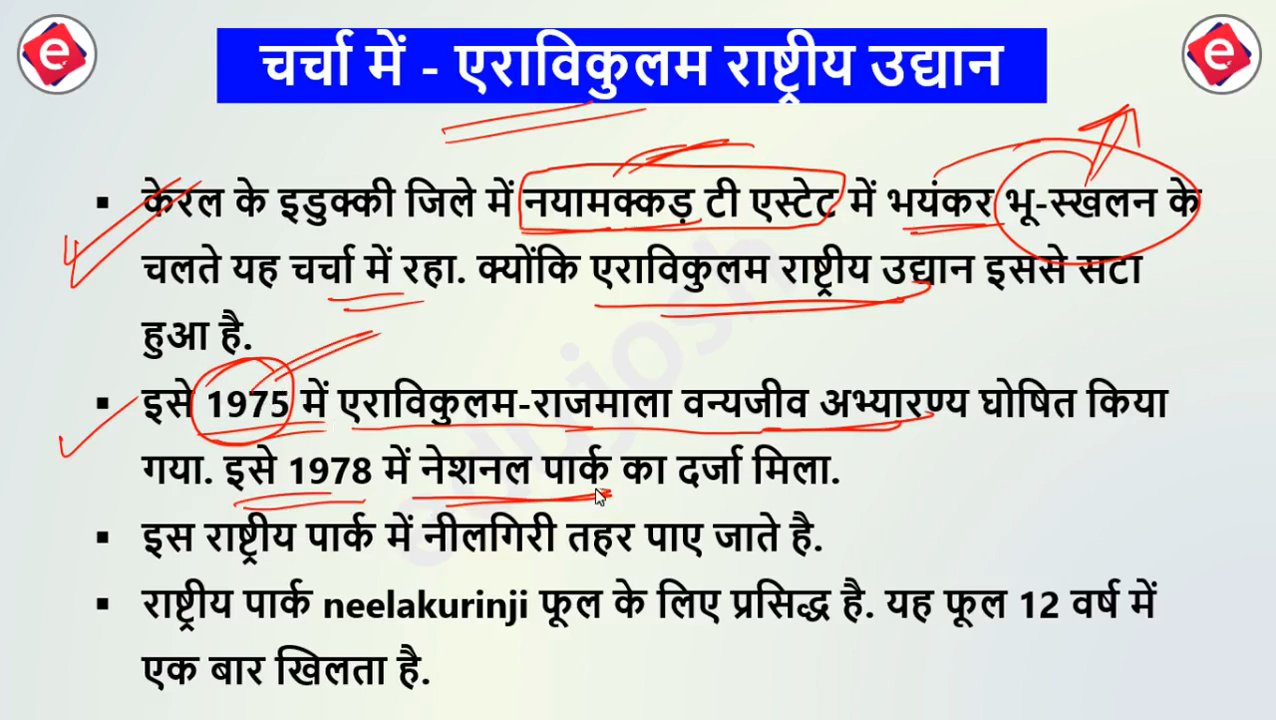 चर्चा में - एराविकुलम राष्ट्रीय उद्यान
▪ केरल के इडुक्की जिले में नयामक्कड़ टी एस्टेट में भयंकर भू-स्खलन के
चलते यह चर्चा में रहा. क्योंकि एराविकुलम राष्ट्रीय उद्यान इससे सटा
हुआ है.
▪ इसे 1975 में एराविकुलम-राजमाला वन्यजीव अभ्यारण्य घोषित किया
गया. इसे 1978 में नेशनल पार्क का दर्जा मिला.
▪ इस राष्ट्रीय पार्क में नीलगिरी तहर पाए जाते है.
▪ राष्ट्रीय पार्क neelakurinji फूल के लिए प्रसिद्ध है. यह फूल 12 वर्ष में
एक बार खिलता है.
e
e
edujosh